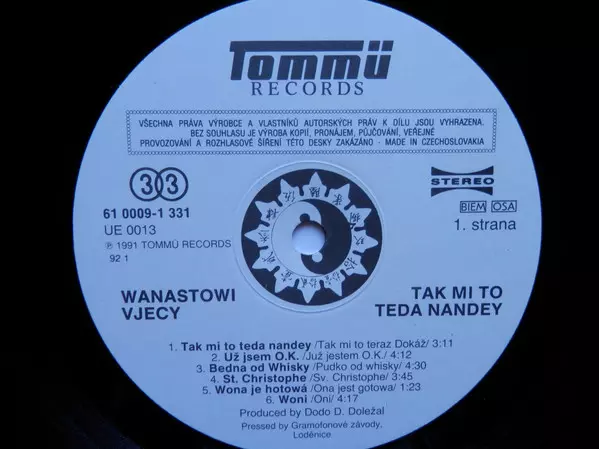 Tommü
RECORDS
VŠECHNA PRÁVA VÝROBCE A VLASTNÍKŮ AUTORSKÝCH PRÁV K DÍLU JSOU VYHRAZENA.
BEZ SOUHLASU JE VÝROBA KOPIÍ, PRONÁJEM, PŮJČOVÁNÍ, VEŘEJNÉ
PROVOZOVÁNÍ A ROZHLASOVÉ ŠÍŘENÍ TÉTO DESKY ZAKÁZÁNO - MADE IN CZECHOSLOVAKIA
33
STEREO
61 0009-1 331
BIEM OSA
UE 0013
1. strana
℗ 1991 TOMMÜ RECORDS
92 1
WANASTOWI
VJECY
TAK MI TO
TEDA NANDEY
1. Tak mi to teda nandey /Tak mi to teraz Dokáž/ 3:11
2. Už jsem O.K. /Już jestem O.K./ 4:12
3. Bedna od Whisky /Pudko od whisky/ 4:30
4. St. Christophe /Sv. Christophe/ 3:45
5. Wona je hotowá /Ona jest gotowa/ 1:23
6. Woni /Oni/ 4:17
Produced by Dodo D. Doležal
Pressed by Gramofonové závody,
Loděnice